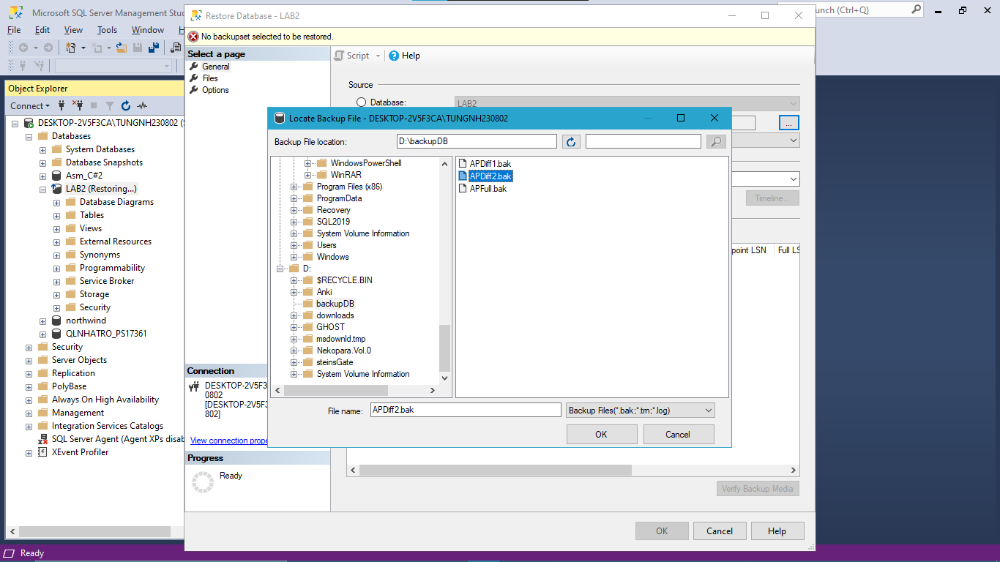 Microsoft SQL Server Management Stu
Restore Database - LAB2
unch (Ctrl+Q)
File Edit View Tools Window H
No backupset selected to be restored.
Select a page
General
Files
Options
Script
Help
Source
Database:
LAB2
...
Timeline...
point LSN
Full LS
Object Explorer
Connect
DESKTOP-2V5F3CA\TUNGNH230802 (S
Databases
System Databases
Database Snapshots
Asm_C#2
LAB2 (Restoring...)
Database Diagrams
Tables
Views
External Resources
Synonyms
Programmability
Service Broker
Storage
Security
northwind
QLNHATRO_PS17361
Security
Server Objects
Replication
PolyBase
Always On High Availability
Management
Integration Services Catalogs
SQL Server Agent (Agent XPs disab
XEvent Profiler
Locate Backup File - DESKTOP-2V5F3CA\TUNGNH230802
Backup File location:
D:\backupDB
WindowsPowerShell
WinRAR
Program Files (x86)
ProgramData
Recovery
SQL2019
System Volume Information
Users
Windows
D:
$RECYCLE.BIN
Anki
backupDB
downloads
GHOST
msdownld.tmp
Nekopara.Vol.0
steinsGate
System Volume Information
APDiff1.bak
APDiff2.bak
APFull.bak
File name:
APDiff2.bak
Backup Files(*.bak;*.trn;*.log)
OK
Cancel
Connection
DESKTOP-2V5F3
0802
[DESKTOP-2V5F3
802]
View connection prope
Progress
Ready
Verify Backup Media
OK
Cancel
Help
Ready